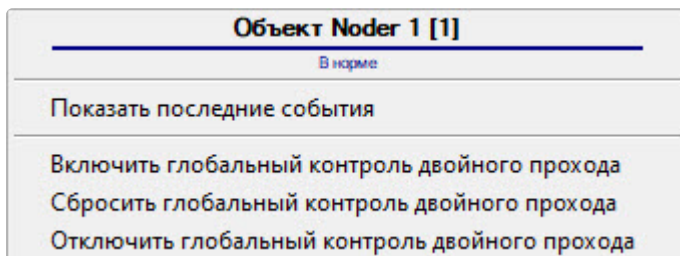 Объект Noder 1 [1]
В норме
Показать последние события
Включить глобальный контроль двойного прохода
Сбросить глобальный контроль двойного прохода
Отключить глобальный контроль двойного прохода